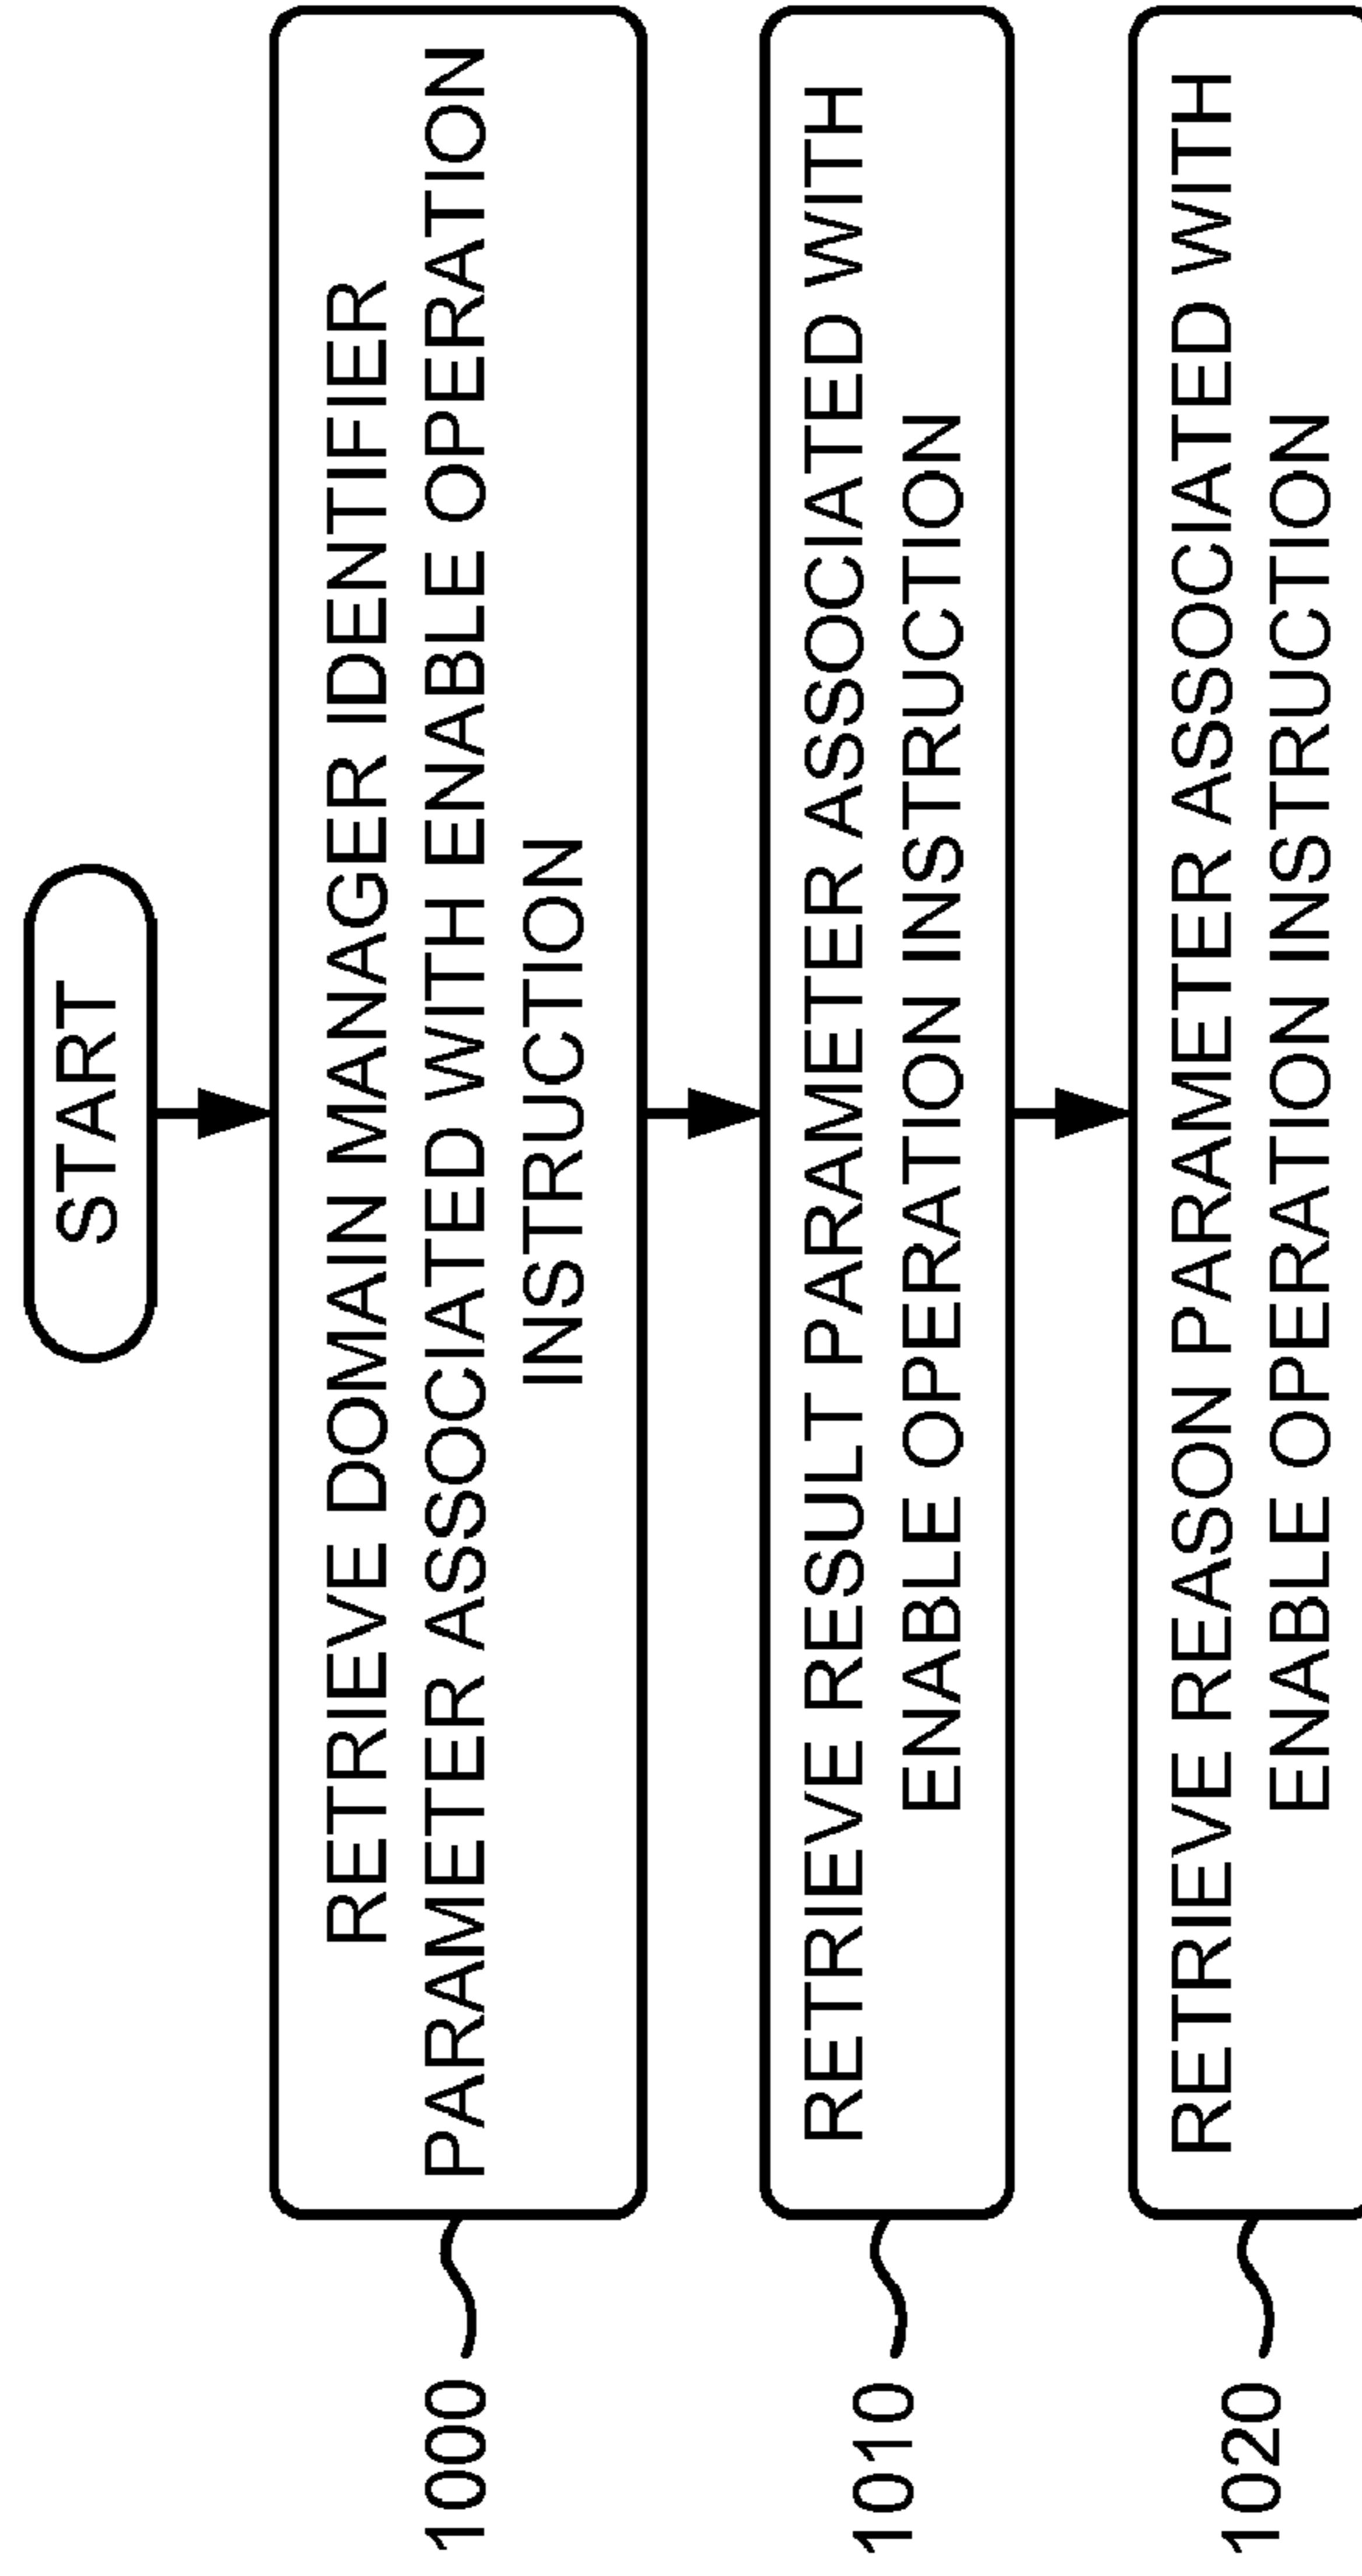 START
RETRIEVE DOMAIN MANAGER IDENTIFIER
PARAMETER ASSOCIATED WITH ENABLE OPERATION
INSTRUCTION
1000
RETRIEVE RESULT PARAMETER ASSOCIATED WITH
ENABLE OPERATION INSTRUCTION
1010
RETRIEVE REASON PARAMETER ASSOCIATED WITH
ENABLE OPERATION INSTRUCTION
1020